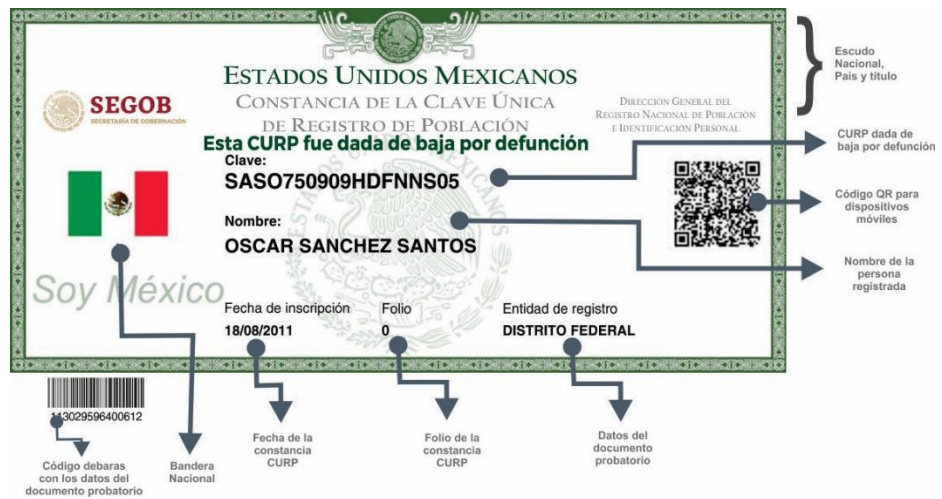 ESTADOS UNIDOS MEXICANOS
CONSTANCIA DE LA CLAVE ÚNICA
DE REGISTRO DE POBLACIÓN
SEGOB
SECRETARÍA DE GOBERNACIÓN
DIRECCIÓN GENERAL DEL
REGISTRO NACIONAL DE POBLACIÓN
E IDENTIFICACIÓN PERSONAL
Esta CURP fue dada de baja por defunción
Clave:
SASO750909HDFNNS05
Nombre:
OSCAR SANCHEZ SANTOS
Soy México
Fecha de inscripción
18/08/2011
Folio
0
Entidad de registro
DISTRITO FEDERAL
113029596400612
Escudo
Nacional,
Pais y titulo
CURP dada de
baja por defunción
Código QR para
dispositivos
móviles
Nombre de la
persona
registrada
Código debaras
con los datos del
documento probatorio
Bandera
Nacional
Fecha de la
constancia
CURP
Folio de la
constancia
CURP
Datos del
documento
probatorio